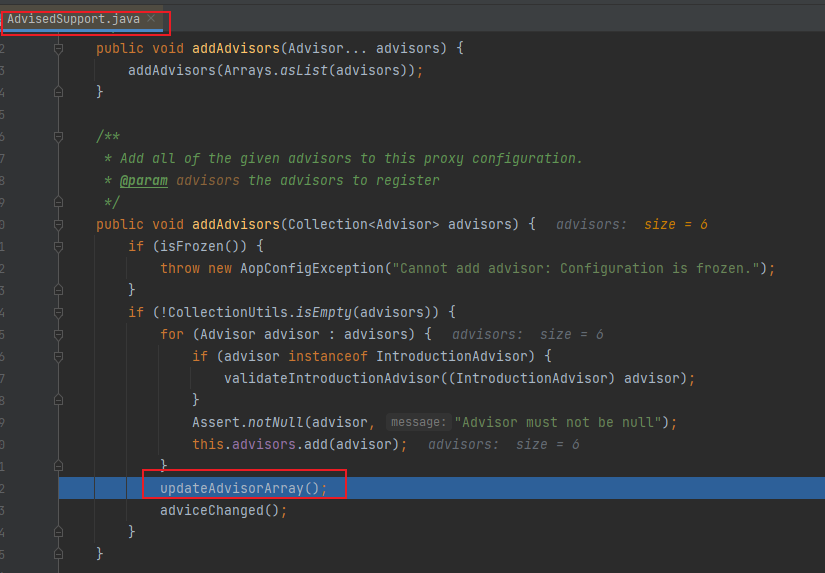 AdvisedSupport.java ×
2 public void addAdvisors(Advisor... advisors) {
3 addAdvisors(Arrays.asList(advisors));
4 }
5
6 /**
7 * Add all of the given advisors to this proxy configuration.
8 * @param advisors the advisors to register
9 */
0 public void addAdvisors(Collection<Advisor> advisors) { advisors: size = 6
1 if (isFrozen()) {
2 throw new AopConfigException("Cannot add advisor: Configuration is frozen.");
3 }
4 if (!CollectionUtils.isEmpty(advisors)) {
5 for (Advisor advisor : advisors) { advisors: size = 6
6 if (advisor instanceof IntroductionAdvisor) {
7 validateIntroductionAdvisor((IntroductionAdvisor) advisor);
8 }
9 Assert.notNull(advisor, message: "Advisor must not be null");
0 this.advisors.add(advisor); advisors: size = 6
1 }
2 updateAdvisorArray();
3 adviceChanged();
4 }
5 }